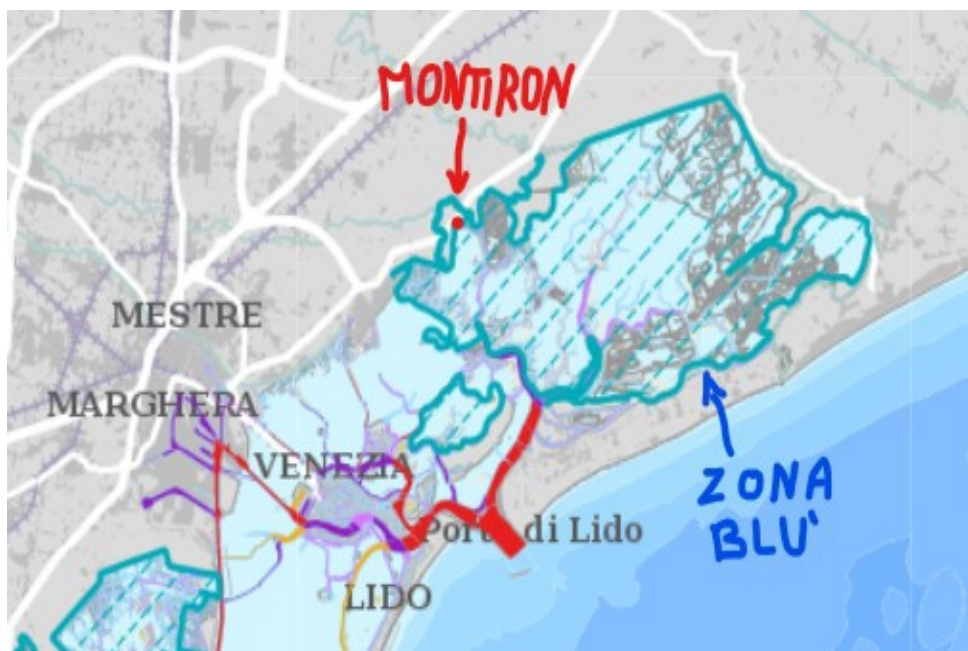 MONTIRON
MESTRE
MARGHERA
VENEZIA
Porto di Lido
LIDO
ZONA
BLU'